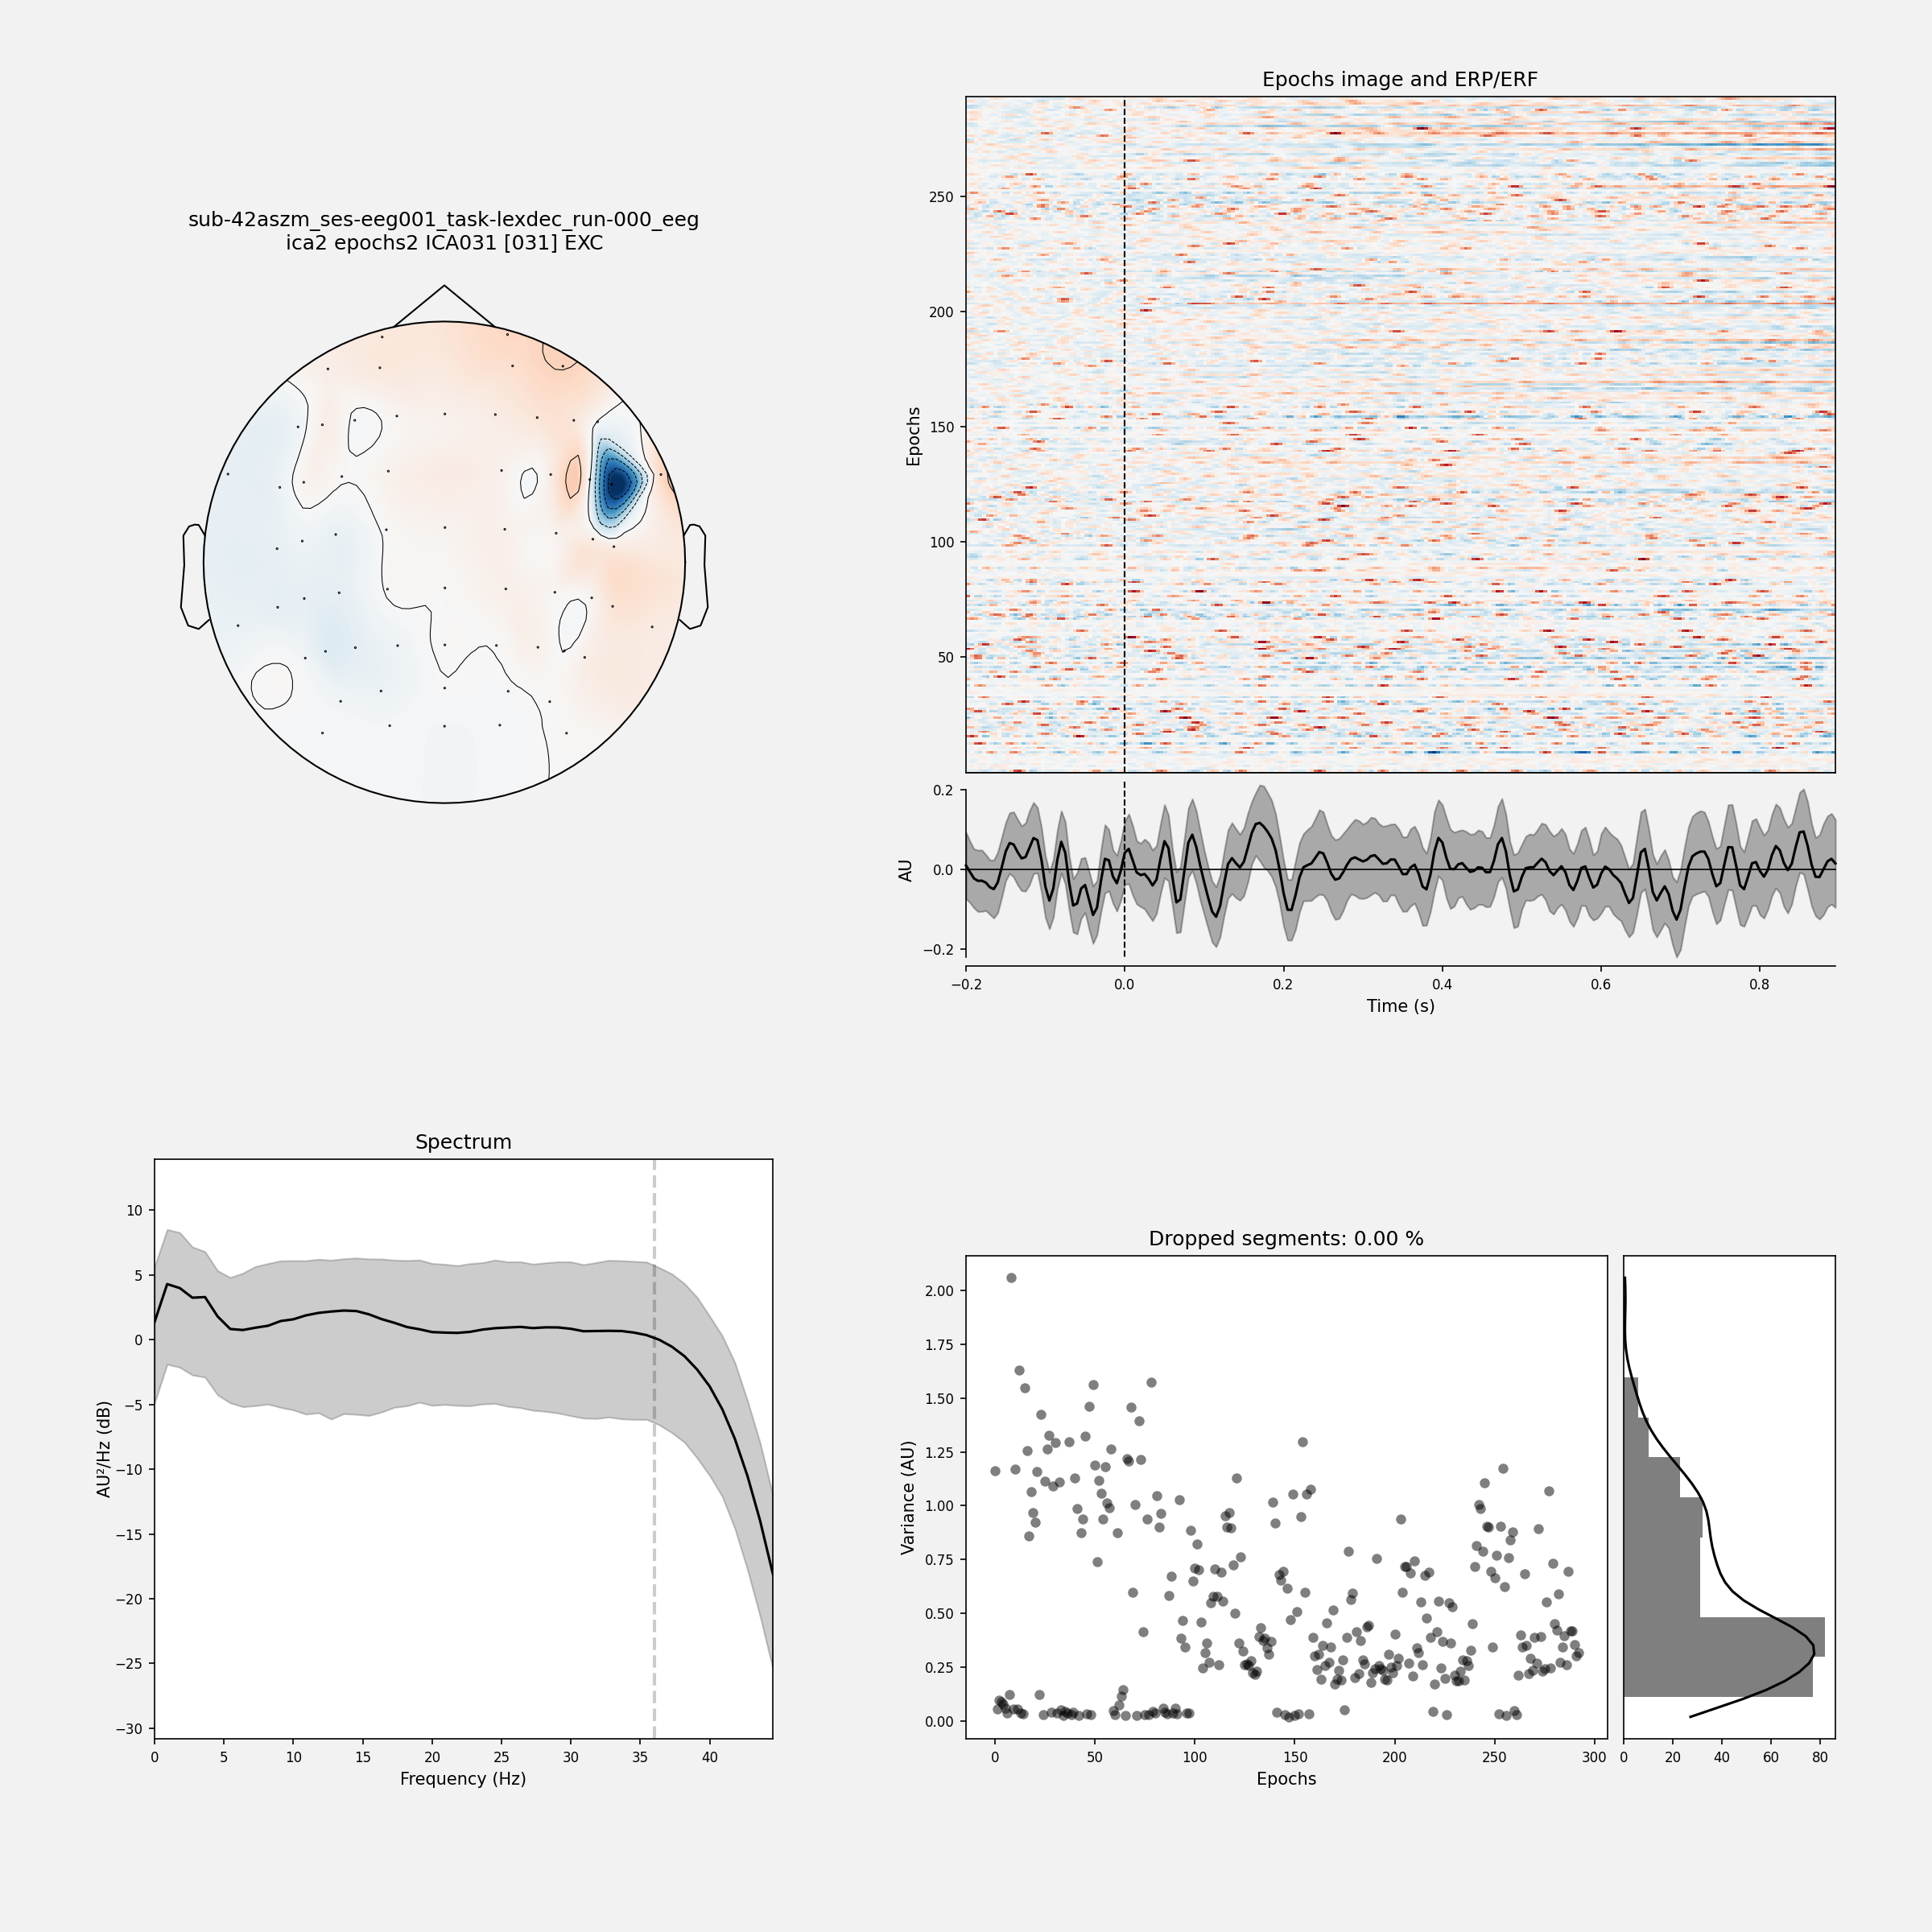 Epochs image and ERP/ERF
sub-42aszm_ses-eeg001_task-lexdec_run-000_eeg
ica2 epochs2 ICA031 [031] EXC
Epochs
250
200
150
100
50
AU
0.2
0.0
−0.2
−0.2 0.0 0.2 0.4 0.6 0.8
Time (s)
Spectrum
AU²/Hz (dB)
10
5
0
−5
−10
−15
−20
−25
−30
0 5 10 15 20 25 30 35 40
Frequency (Hz)
Dropped segments: 0.00 %
Variance (AU)
2.00
1.75
1.50
1.25
1.00
0.75
0.50
0.25
0.00
0 50 100 150 200 250 300
Epochs
0 20 40 60 80